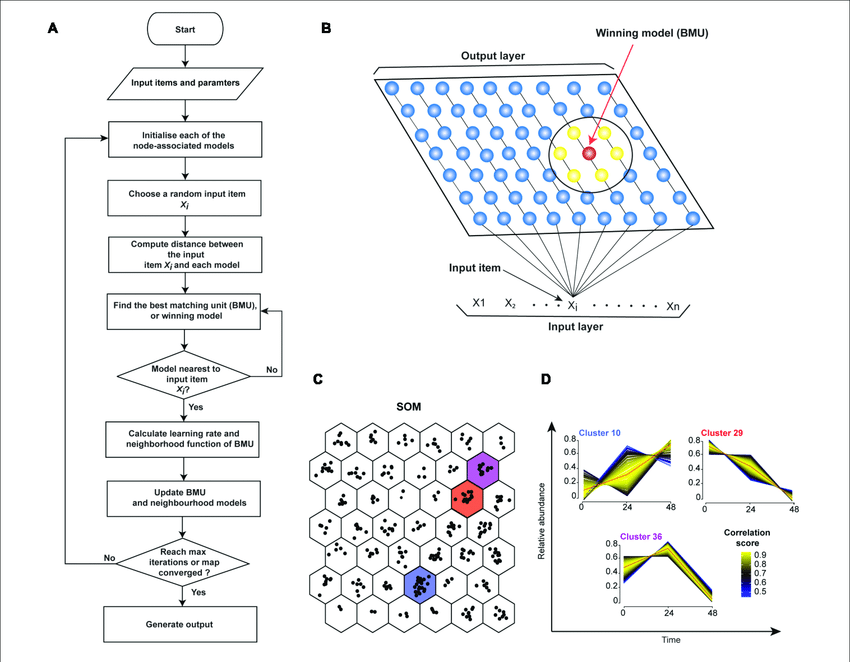 A
Start
Input items and paramters
Initialise each of the
node-associated models
Choose a random input item
Xi
Compute distance between
the input
item Xi and each model
Find the best matching unit (BMU),
or winning model
Model nearest to
input item
Xi?
No
Yes
Calculate learning rate and
neighborhood function of BMU
Update BMU
and neighbourhood models
Reach max
iterations or map
converged ?
No
Yes
Generate output
B
Winning model (BMU)
Output layer
Input item
X1 X2 · · · Xi · · · · · · Xn
Input layer
C
SOM
D
Relative abundance
Cluster 10
0.8
0.6
0.4
0.2
0
0 24 48
Cluster 29
0.8
0.6
0.4
0.2
0
0 24 48
Cluster 36
0.8
0.6
0.4
0.2
0
0 24 48
Correlation
score
0.9
0.8
0.7
0.6
0.5
Time